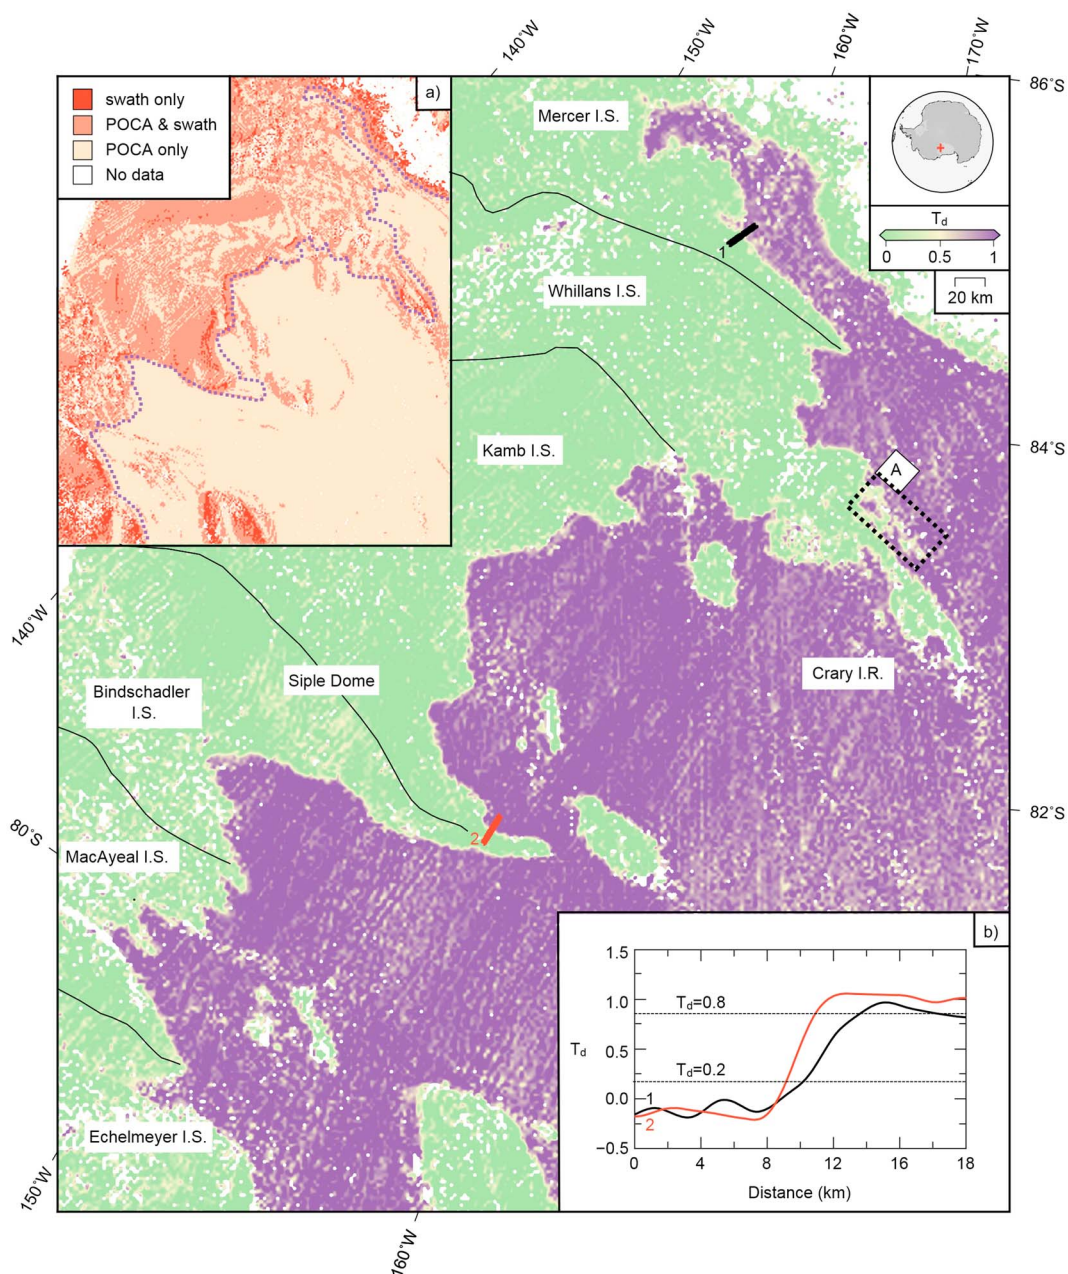 140°W
150°W
160°W
170°W
86°S
a)
swath only
POCA & swath
POCA only
No data
Mercer I.S.
T_d
0
0.5
1
20 km
1
Whillans I.S.
Kamb I.S.
84°S
A
140°W
Siple Dome
Bindschadler
I.S.
Crary I.R.
82°S
80°S
2
MacAyeal I.S.
b)
1.5
T_d=0.8
1.0
T_d
0.5
T_d=0.2
0.0
1
2
−0.5
0
4
8
12
16
18
Distance (km)
Echelmeyer I.S.
150°W
160°W